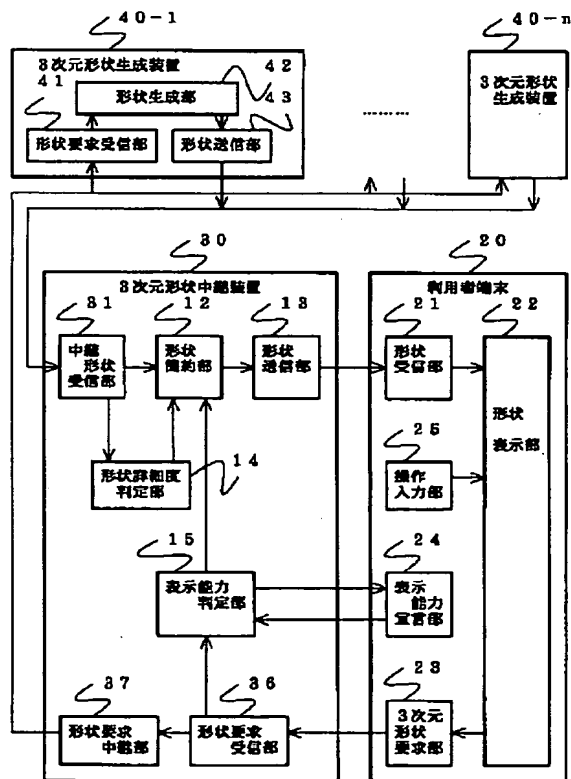 40-1
40-n
3次元形状生成装置
42
41
形状生成部
43
形状要求受信部
形状送信部
………
3次元形状
生成装置
30
20
3次元形状中継装置
利用者端末
31
12
13
21
22
中継
形状
受信部
形状
簡約部
形状
送信部
形状
受信部
形状
表示部
14
形状詳細度
判定部
25
操作
入力部
15
表示能力
判定部
24
表示
能力
宣言部
37
36
23
形状要求
中継部
形状要求
受信部
3次元
形状
要求部